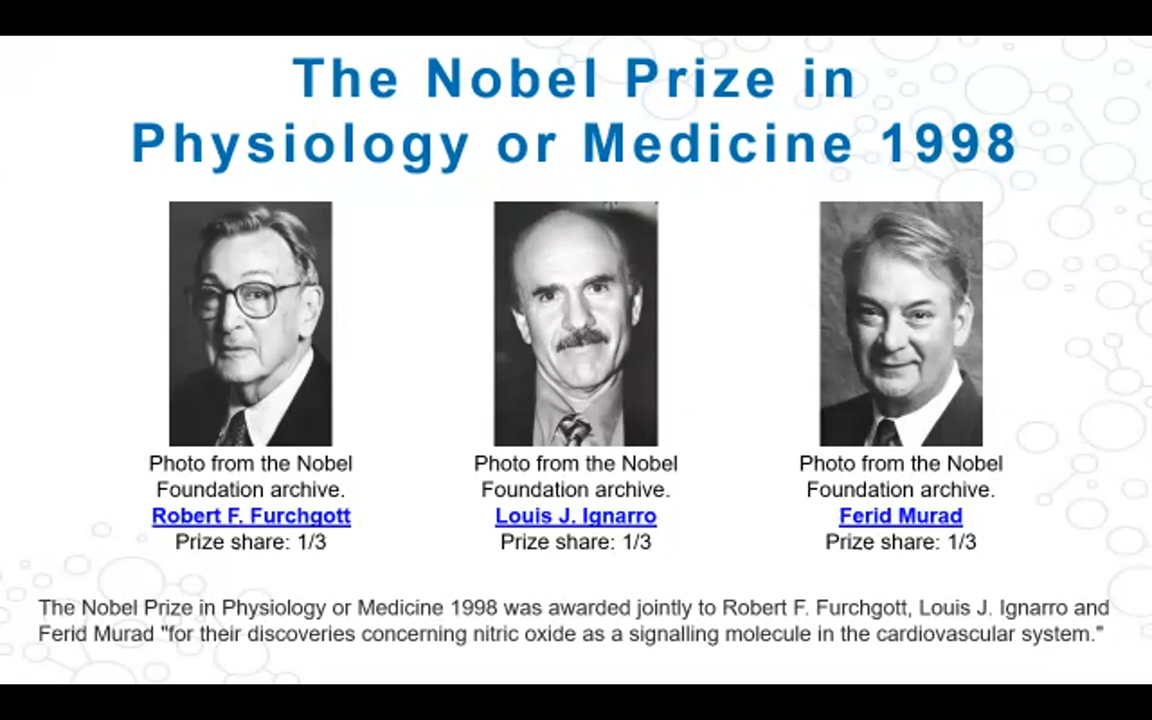 The Nobel Prize in
Physiology or Medicine 1998
Photo from the Nobel
Foundation archive.
Robert F. Furchgott
Prize share: 1/3
Photo from the Nobel
Foundation archive.
Louis J. Ignarro
Prize share: 1/3
Photo from the Nobel
Foundation archive.
Ferid Murad
Prize share: 1/3
The Nobel Prize in Physiology or Medicine 1998 was awarded jointly to Robert F. Furchgott, Louis J. Ignarro and
Ferid Murad "for their discoveries concerning nitric oxide as a signalling molecule in the cardiovascular system."